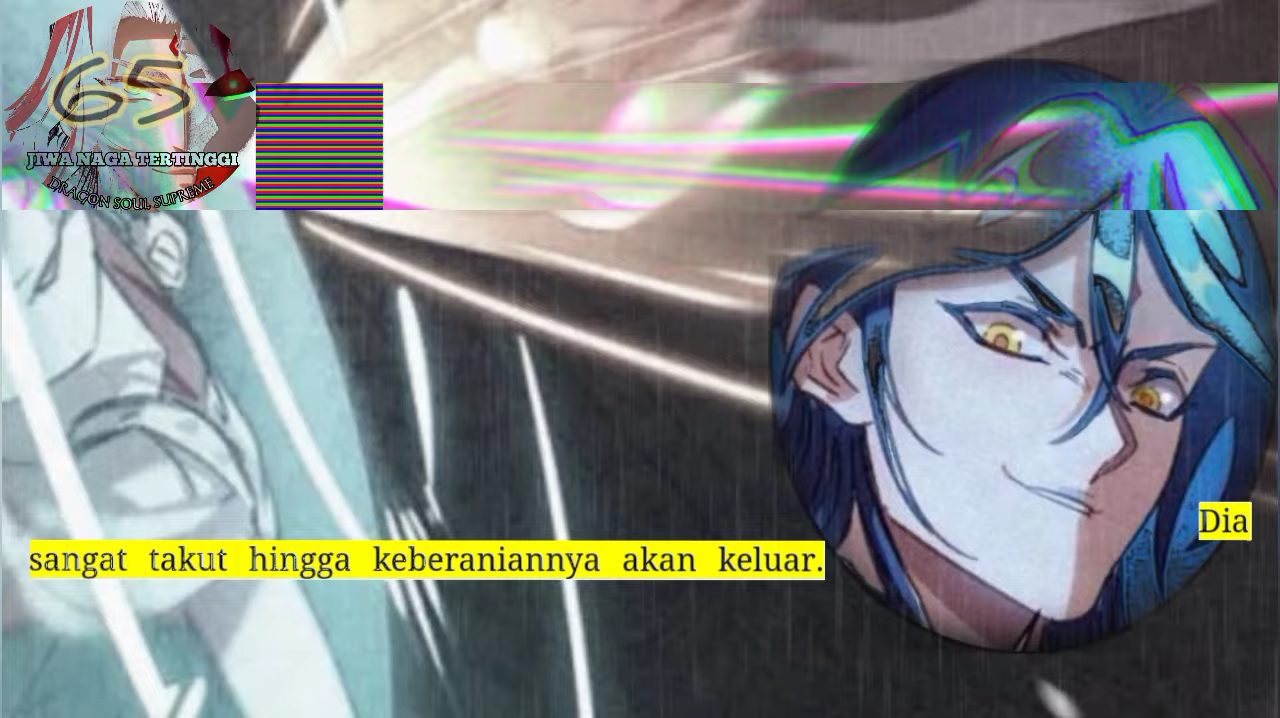 65
JIWA NAGA TERTINGGI
DRAGON SOUL SUPREME
Dia
sangat takut hingga keberaniannya akan keluar.